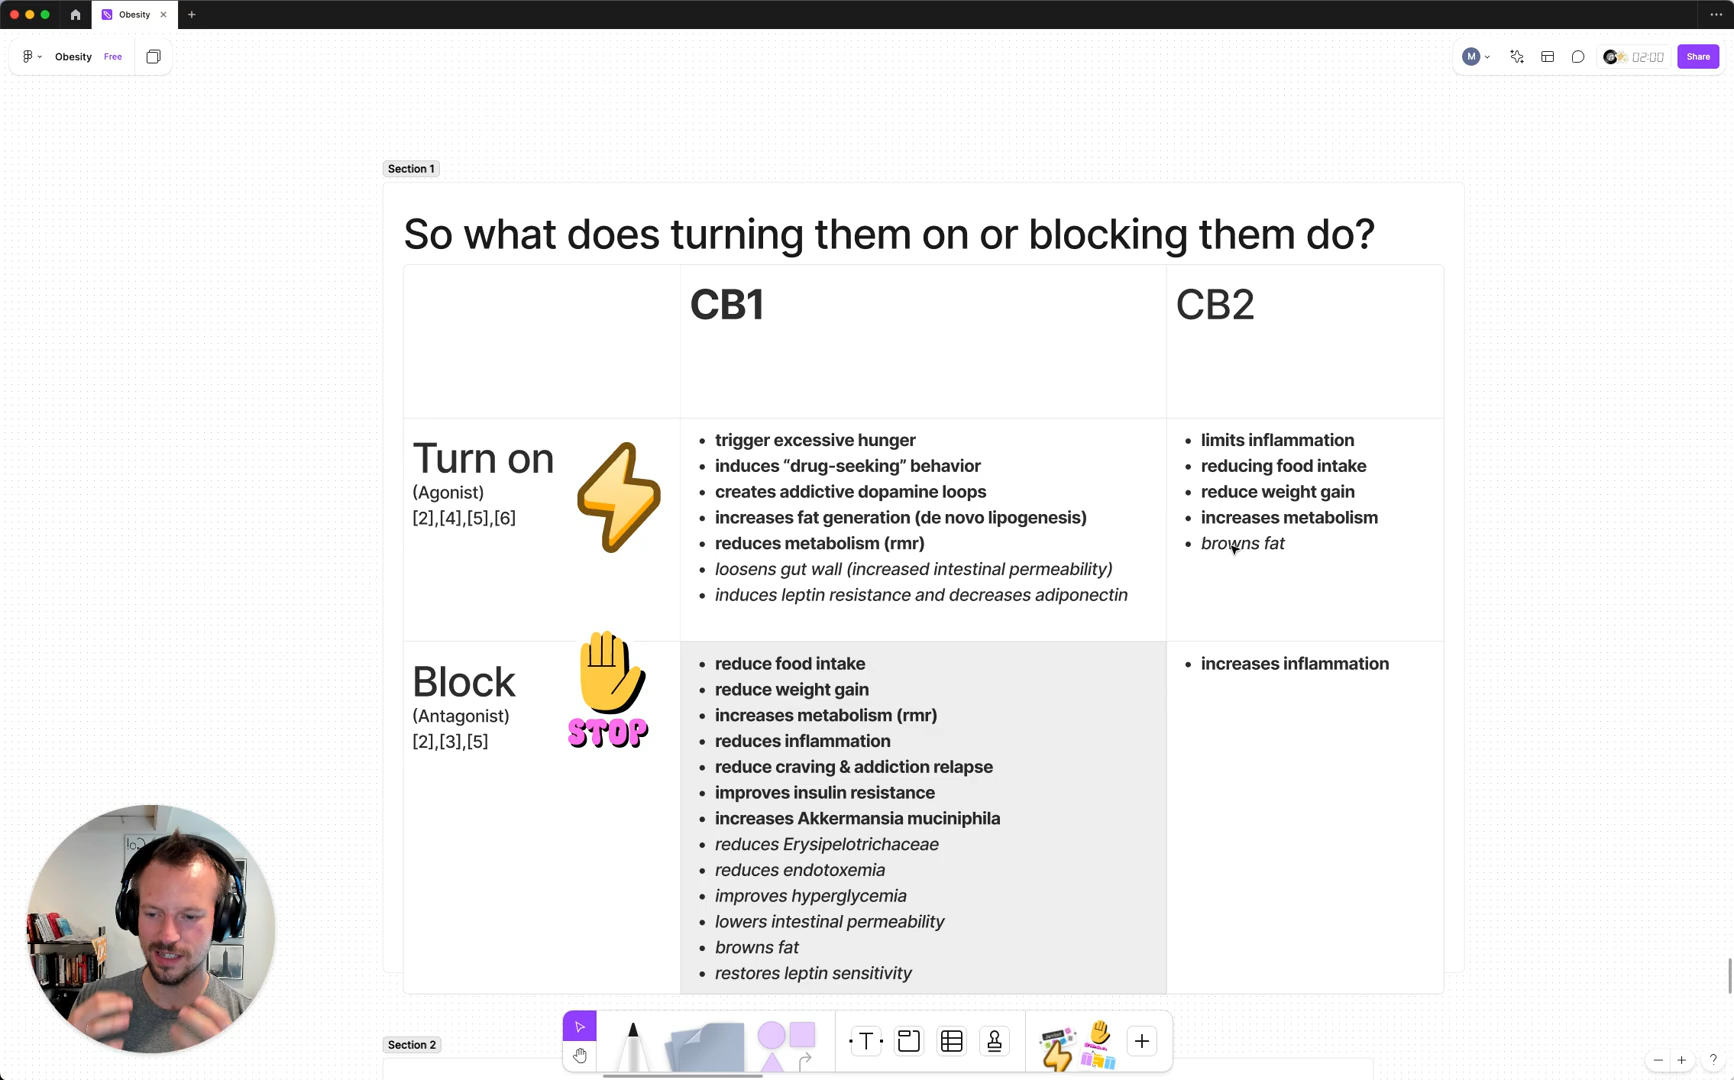 Obesity
Obesity
Free
M
02:00
Share
Section 1
So what does turning them on or blocking them do?
CB1
CB2
Turn on
(Agonist)
[2],[4],[5],[6]
• trigger excessive hunger
• induces “drug-seeking” behavior
• creates addictive dopamine loops
• increases fat generation (de novo lipogenesis)
• reduces metabolism (rmr)
• loosens gut wall (increased intestinal permeability)
• induces leptin resistance and decreases adiponectin
• limits inflammation
• reducing food intake
• reduce weight gain
• increases metabolism
• browns fat
Block
(Antagonist)
[2],[3],[5]
STOP
• reduce food intake
• reduce weight gain
• increases metabolism (rmr)
• reduces inflammation
• reduce craving & addiction relapse
• improves insulin resistance
• increases Akkermansia muciniphila
• reduces Erysipelotrichaceae
• reduces endotoxemia
• improves hyperglycemia
• lowers intestinal permeability
• browns fat
• restores leptin sensitivity
• increases inflammation
Section 2
T
?